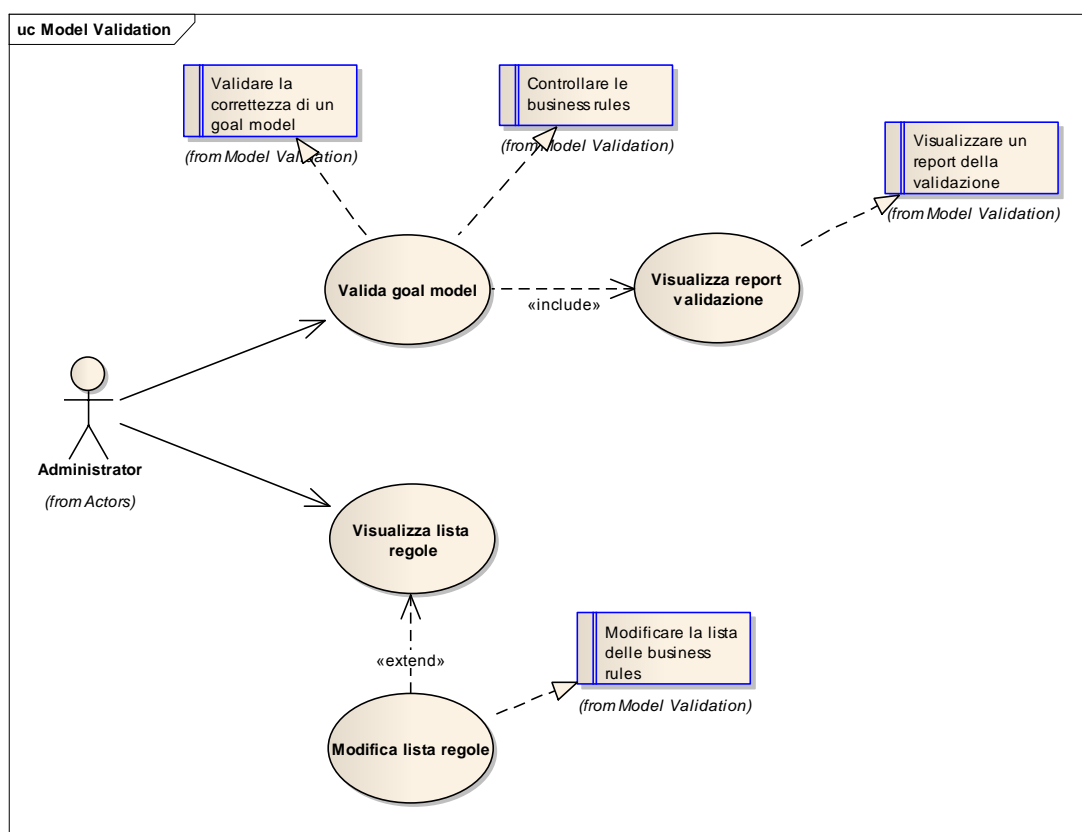 uc Model Validation
Validare la
correttezza di un
goal model
(from Model Validation)
Controllare le
business rules
(from Model Validation)
Visualizzare un
report della
validazione
(from Model Validation)
Valida goal model
«include»
Visualizza report
validazione
Administrator
(from Actors)
Visualizza lista
regole
«extend»
Modificare la lista
delle business
rules
(from Model Validation)
Modifica lista regole